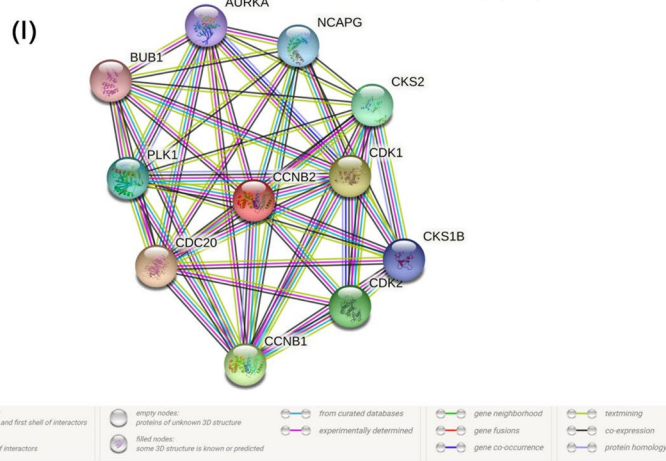 (I)
AURKA
NCAPG
BUB1
CKS2
PLK1
CDK1
CCNB2
CDC20
CKS1B
CDK2
CCNB1
and first shell of interactors
f interactors
empty nodes:
proteins of unknown 3D structure
filled nodes:
some 3D structure is known or predicted
from curated databases
experimentally determined
gene neighborhood
gene fusions
gene co-occurrence
textmining
co-expression
protein homology